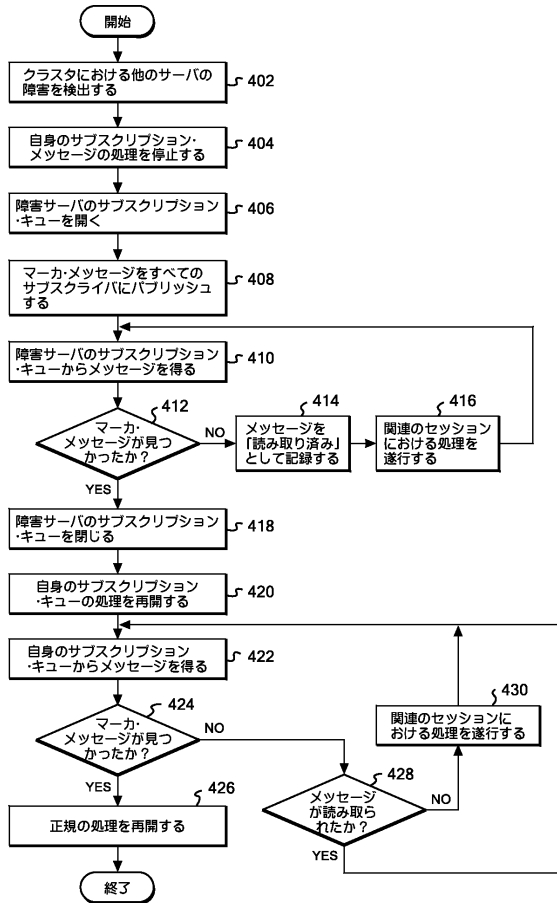 開始
クラスタにおける他のサーバの
障害を検出する
402
自身のサブスクリプション・
メッセージの処理を停止する
404
障害サーバのサブスクリプション
・キューを開く
406
マーカ・メッセージをすべての
サブスクライバにパブリッシュ
する
408
障害サーバのサブスクリプション
・キューからメッセージを得る
410
マーカ・
メッセージが見つ
かったか？
412
NO
YES
メッセージを
「読み取り済み」
として記録する
414
関連のセッション
における処理を
遂行する
416
障害サーバのサブスクリプション
・キューを閉じる
418
自身のサブスクリプション
・キューの処理を再開する
420
自身のサブスクリプション
・キューからメッセージを得る
422
マーカ・
メッセージが見つ
かったか？
424
NO
YES
メッセージ
が読み取ら
れたか？
428
NO
YES
関連のセッションに
おける処理を遂行する
430
正規の処理を再開する
426
終了